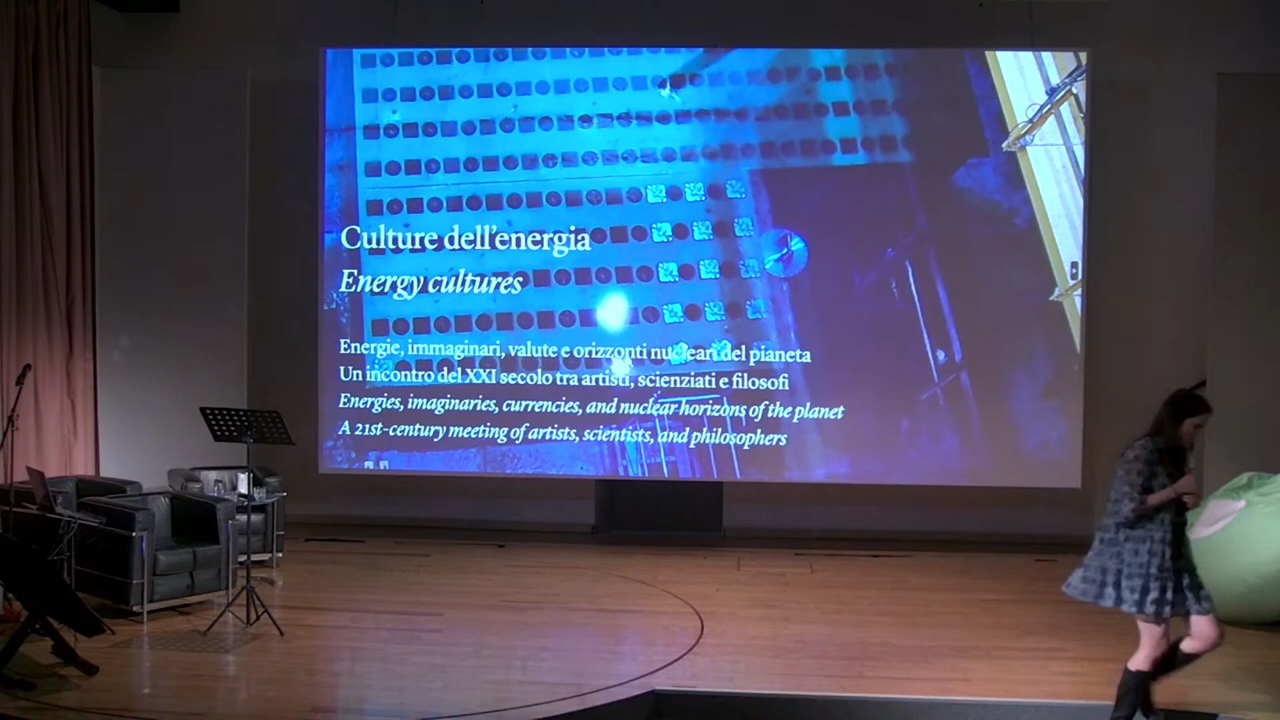 Culture dell'energia
Energy cultures
Energie, immaginari, valute e orizzonti nucleari del pianeta
Un incontro del XXI secolo tra artisti, scienziati e filosofi
Energies, imaginaries, currencies, and nuclear horizons of the planet
A 21st-century meeting of artists, scientists, and philosophers